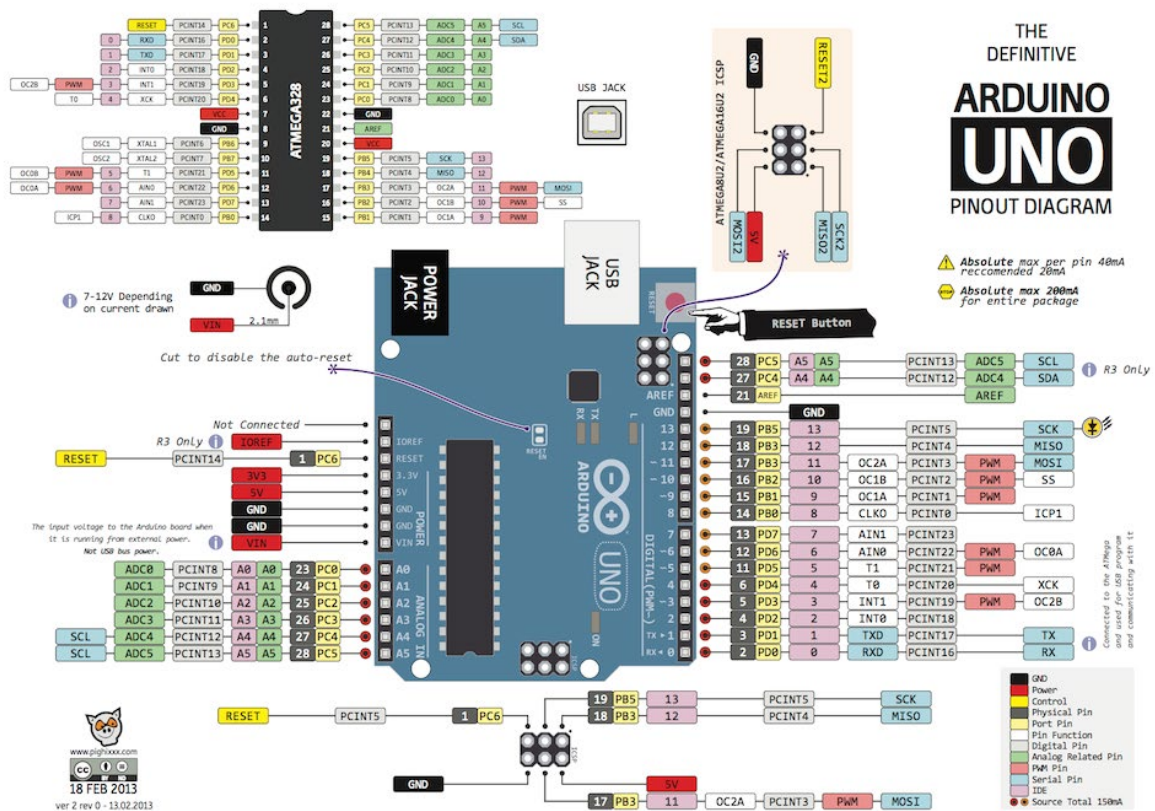 THE
DEFINITIVE
ARDUINO
UNO
PINOUT DIAGRAM
Absolute max per pin 40mA
reccomended 20mA
STOP Absolute max 200mA
for entire package
ATMEGA328
RESET PCINT14 PC6 1
0 RXD PCINT16 PD0 2
1 TXD PCINT17 PD1 3
2 INT0 PCINT18 PD2 4
OC2B PWM 3 INT1 PCINT19 PD3 5
T0 4 XCK PCINT20 PD4 6
VCC 7
GND 8
OSC1 XTAL1 PCINT6 PB6 9
OSC2 XTAL2 PCINT7 PB7 10
OC0B PWM 5 T1 PCINT21 PD5 11
OC0A PWM 6 AIN0 PCINT22 PD6 12
7 AIN1 PCINT23 PD7 13
ICP1 8 CLKO PCINT0 PB0 14
28 PC5 PCINT13 ADC5 A5 SCL
27 PC4 PCINT12 ADC4 A4 SDA
26 PC3 PCINT11 ADC3 A3
25 PC2 PCINT10 ADC2 A2
24 PC1 PCINT9 ADC1 A1
23 PC0 PCINT8 ADC0 A0
22 GND
21 AREF
20 VCC
19 PB5 PCINT5 SCK 13
18 PB4 PCINT4 MISO 12
17 PB3 PCINT3 OC2A 11 PWM MOSI
16 PB2 PCINT2 OC1B 10 PWM SS
15 PB1 PCINT1 OC1A 9 PWM
USB JACK
ATMEGA8U2/ATMEGA16U2 ICSP
GND
RESET2
MOSI2
5V
MISO2
SCK2
7-12V Depending
on current drawn
GND
VIN
2.1mm
POWER
JACK
USB
JACK
RESET
RESET Button
Cut to disable the auto-reset
Not Connected
R3 Only IOREF
RESET PCINT14 1 PC6
3V3
5V
GND
GND
VIN
The input voltage to the Arduino board when
it is running from external power.
Not USB bus power.
ADC0 PCINT8 A0 A0 23 PC0
ADC1 PCINT9 A1 A1 24 PC1
ADC2 PCINT10 A2 A2 25 PC2
ADC3 PCINT11 A3 A3 26 PC3
SCL ADC4 PCINT12 A4 A4 27 PC4
SCL ADC5 PCINT13 A5 A5 28 PC5
IOREF
RESET
3.3V
5V
GND
GND
VIN
POWER
A0
A1
A2
A3
A4
A5
ANALOG IN
RESET
EN
RX
TX
L
ARDUINO
UNO
ON
ICSP
AREF
GND
13
12
~11
~10
~9
8
7
~6
~5
4
~3
2
TX 1
RX 0
DIGITAL(PWM~)
28 PC5 A5 A5 PCINT13 ADC5 SCL
27 PC4 A4 A4 PCINT12 ADC4 SDA
R3 Only
21 AREF AREF
GND
19 PB5 13 PCINT5 SCK
18 PB3 12 PCINT4 MISO
17 PB3 11 OC2A PCINT3 PWM MOSI
16 PB2 10 OC1B PCINT2 PWM SS
15 PB1 9 OC1A PCINT1 PWM
14 PB0 8 CLKO PCINT0 ICP1
13 PD7 7 AIN1 PCINT23
12 PD6 6 AIN0 PCINT22 PWM OC0A
11 PD5 5 T1 PCINT21 PWM
6 PD4 4 T0 PCINT20 XCK
5 PD3 3 INT1 PCINT19 PWM OC2B
4 PD2 2 INT0 PCINT18
3 PD1 1 TXD PCINT17 TX
2 PD0 0 RXD PCINT16 RX
Connected to the ATMega
and used for USB program
and communicating with it
RESET PCINT5 1 PC6
19 PB5 13 PCINT5 SCK
18 PB3 12 PCINT4 MISO
ICSP
GND
5V
17 PB3 11 OC2A PCINT3 PWM MOSI
GND
Power
Control
Physical Pin
Port Pin
Pin Function
Digital Pin
Analog Related Pin
PWM Pin
Serial Pin
IDE
Source Total 150mA
www.pighixxx.com
cc BY ND
18 FEB 2013
ver 2 rev 0 - 13.02.2013